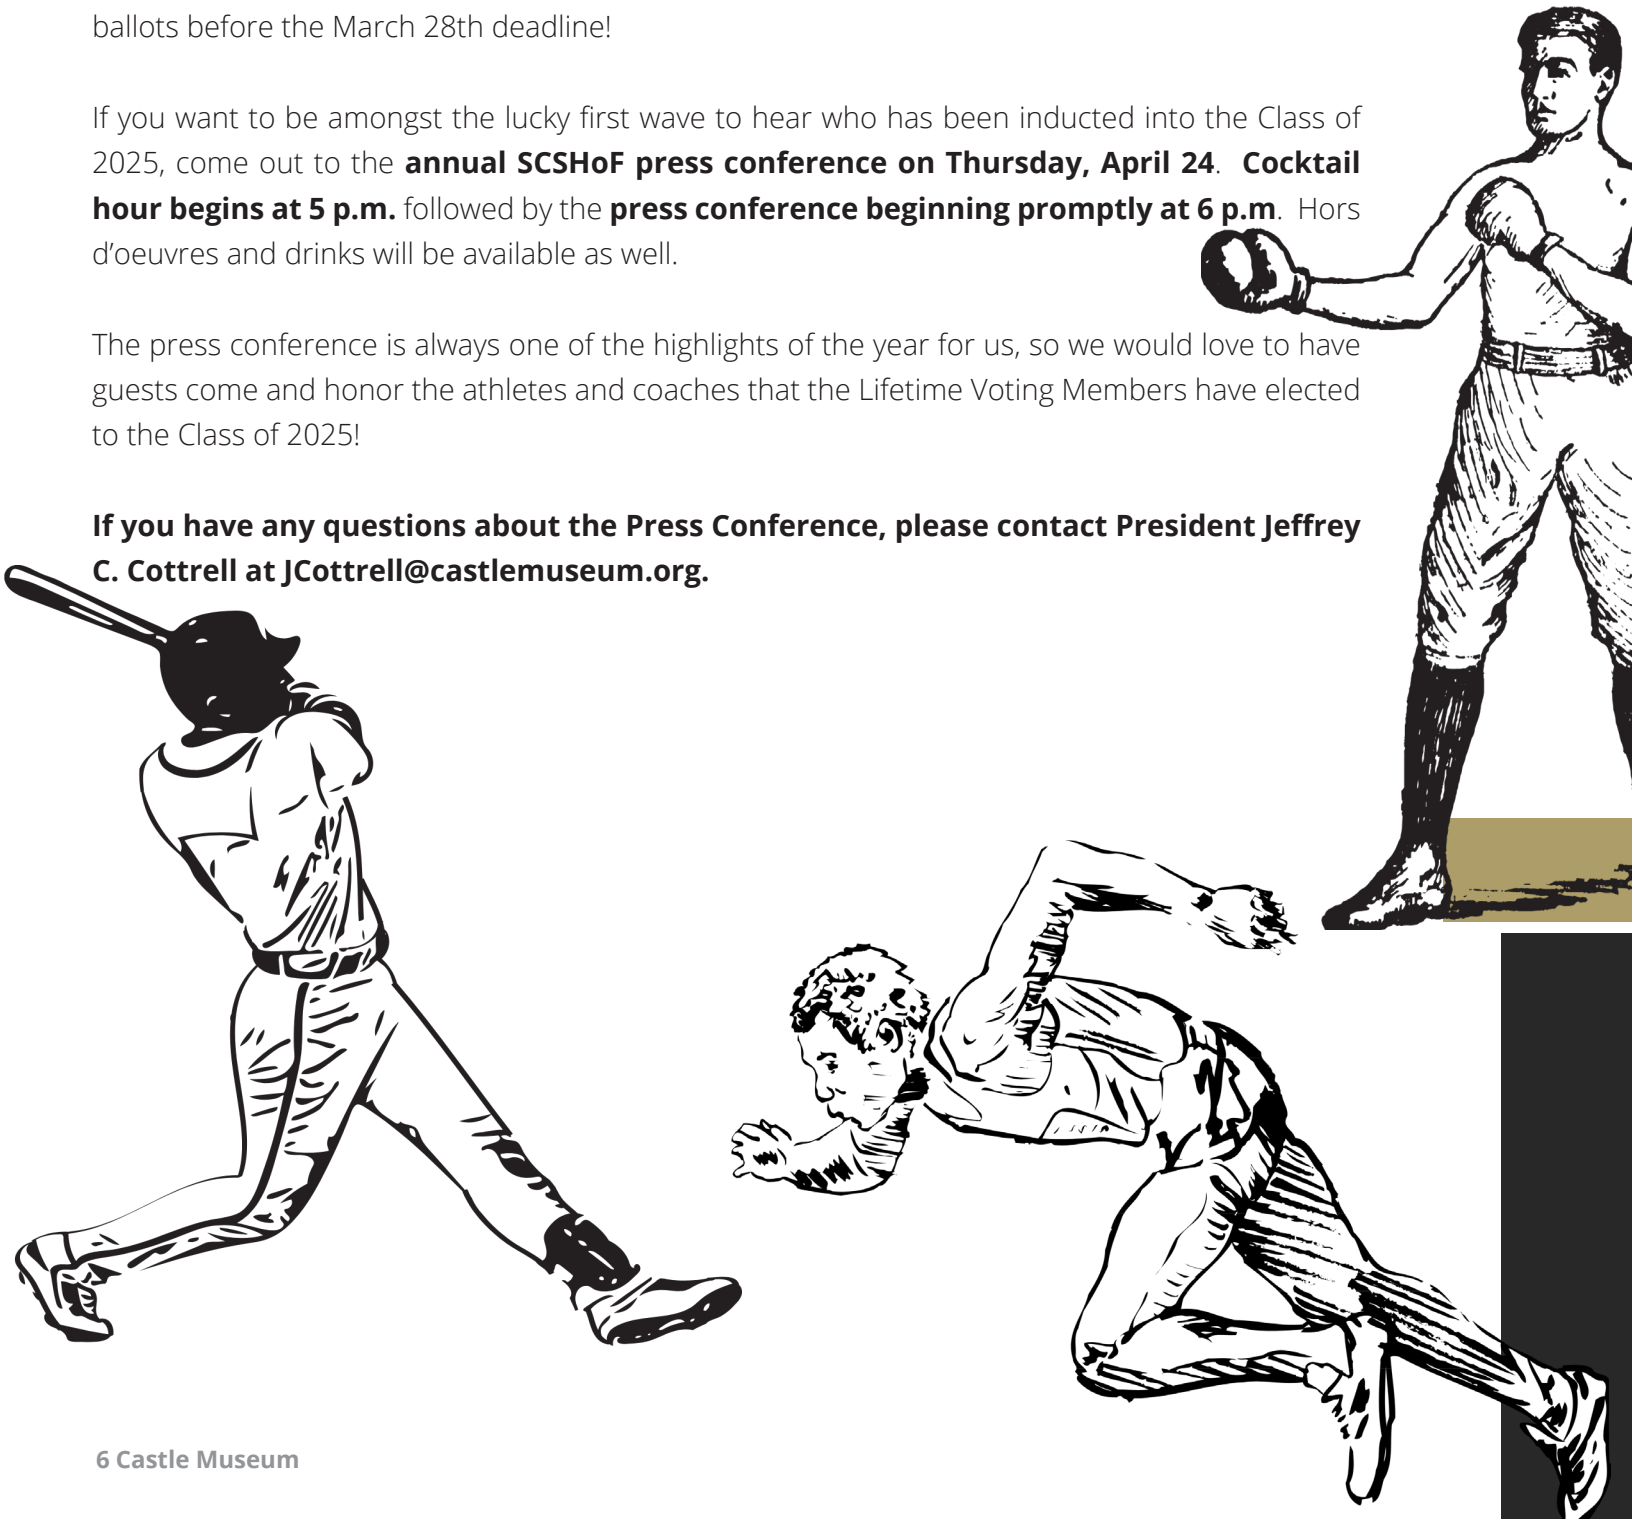 ballots before the March 28th deadline!
If you want to be amongst the lucky first wave to hear who has been inducted into the Class of
2025, come out to the annual SCSHoF press conference on Thursday, April 24.  Cocktail
hour begins at 5 p.m. followed by the press conference beginning promptly at 6 p.m.  Hors
d’oeuvres and drinks will be available as well.
The press conference is always one of the highlights of the year for us, so we would love to have
guests come and honor the athletes and coaches that the Lifetime Voting Members have elected
to the Class of 2025!
If you have any questions about the Press Conference, please contact President Jeffrey
C. Cottrell at JCottrell@castlemuseum.org.
6 Castle Museum